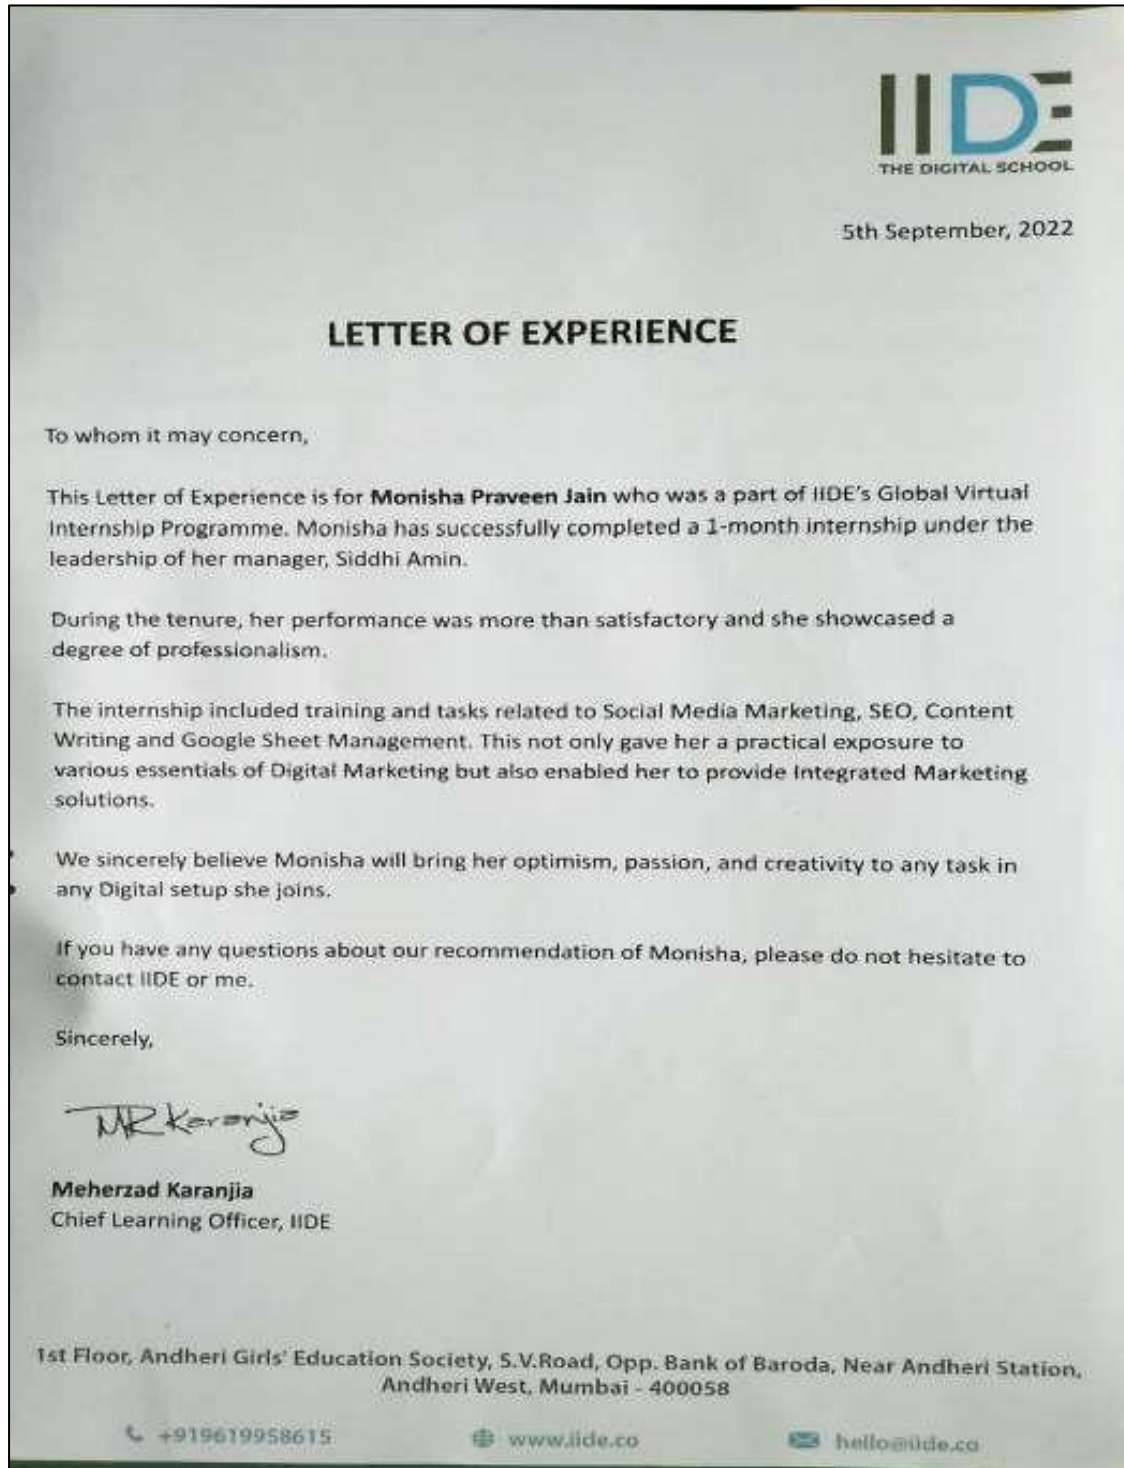 IIDE
THE DIGITAL SCHOOL
5th September, 2022
LETTER OF EXPERIENCE
To whom it may concern,
This Letter of Experience is for Monisha Praveen Jain who was a part of IIDE's Global Virtual
Internship Programme. Monisha has successfully completed a 1-month internship under the
leadership of her manager, Siddhi Amin.
During the tenure, her performance was more than satisfactory and she showcased a
degree of professionalism.
The internship included training and tasks related to Social Media Marketing, SEO, Content
Writing and Google Sheet Management. This not only gave her a practical exposure to
various essentials of Digital Marketing but also enabled her to provide Integrated Marketing
solutions.
We sincerely believe Monisha will bring her optimism, passion, and creativity to any task in
any Digital setup she joins.
If you have any questions about our recommendation of Monisha, please do not hesitate to
contact IIDE or me.
Sincerely,
MRKaranjia
Meherzad Karanjia
Chief Learning Officer, IIDE
1st Floor, Andheri Girls' Education Society, S.V.Road, Opp. Bank of Baroda, Near Andheri Station,
Andheri West, Mumbai - 400058
+919619958615 www.iide.co hello@iide.co